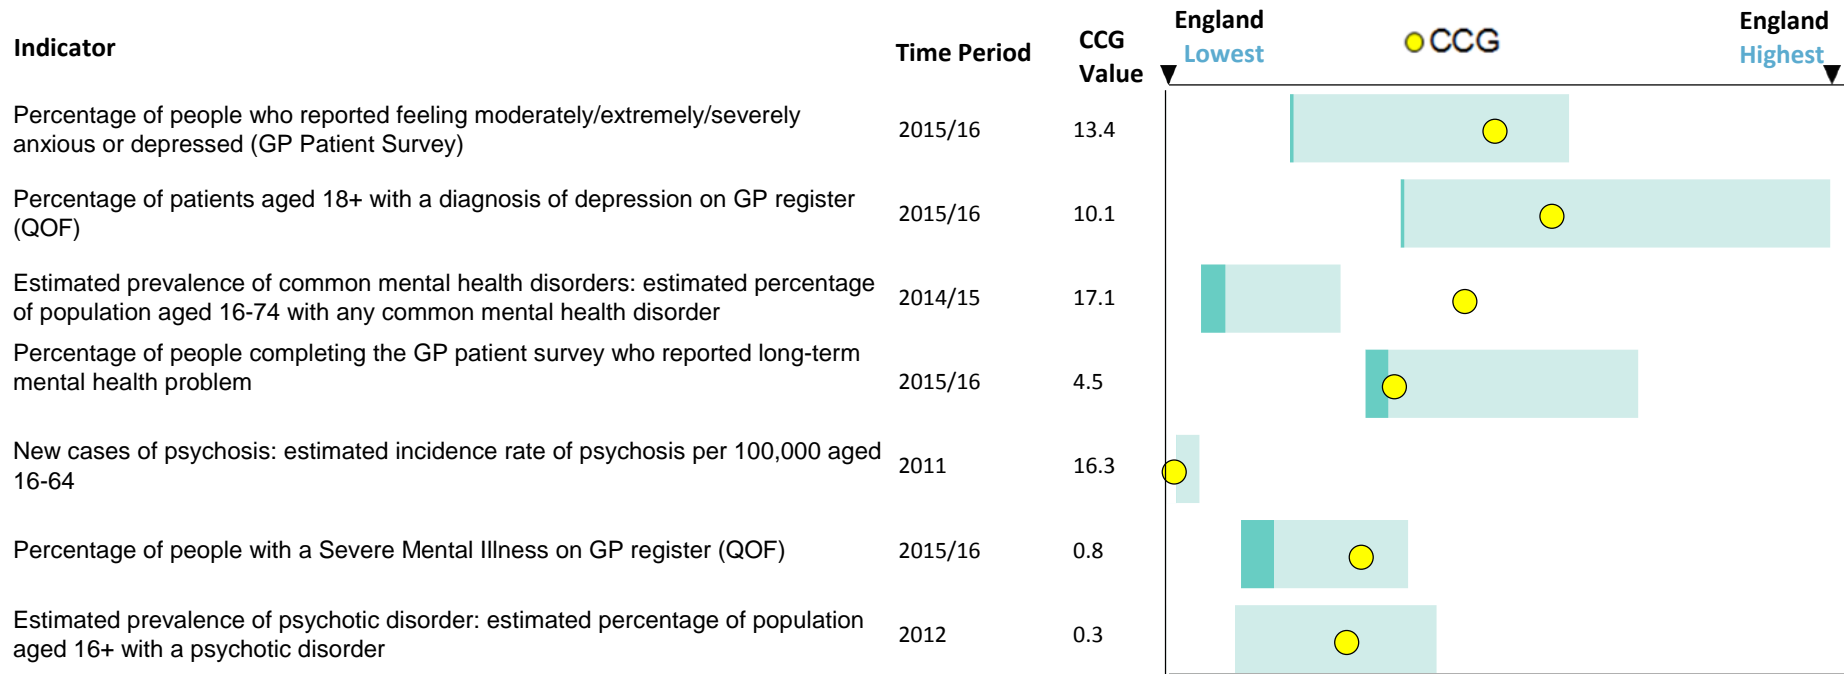 Indicator
Time Period
CCG
Value
England
Lowest
CCG
England
Highest
Percentage of people who reported feeling moderately/extremely/severely
anxious or depressed (GP Patient Survey)
2015/16
13.4
Percentage of patients aged 18+ with a diagnosis of depression on GP register
(QOF)
2015/16
10.1
Estimated prevalence of common mental health disorders: estimated percentage
of population aged 16-74 with any common mental health disorder
2014/15
17.1
Percentage of people completing the GP patient survey who reported long-term
mental health problem
2015/16
4.5
New cases of psychosis: estimated incidence rate of psychosis per 100,000 aged
16-64
2011
16.3
Percentage of people with a Severe Mental Illness on GP register (QOF)
2015/16
0.8
Estimated prevalence of psychotic disorder: estimated percentage of population
aged 16+ with a psychotic disorder
2012
0.3